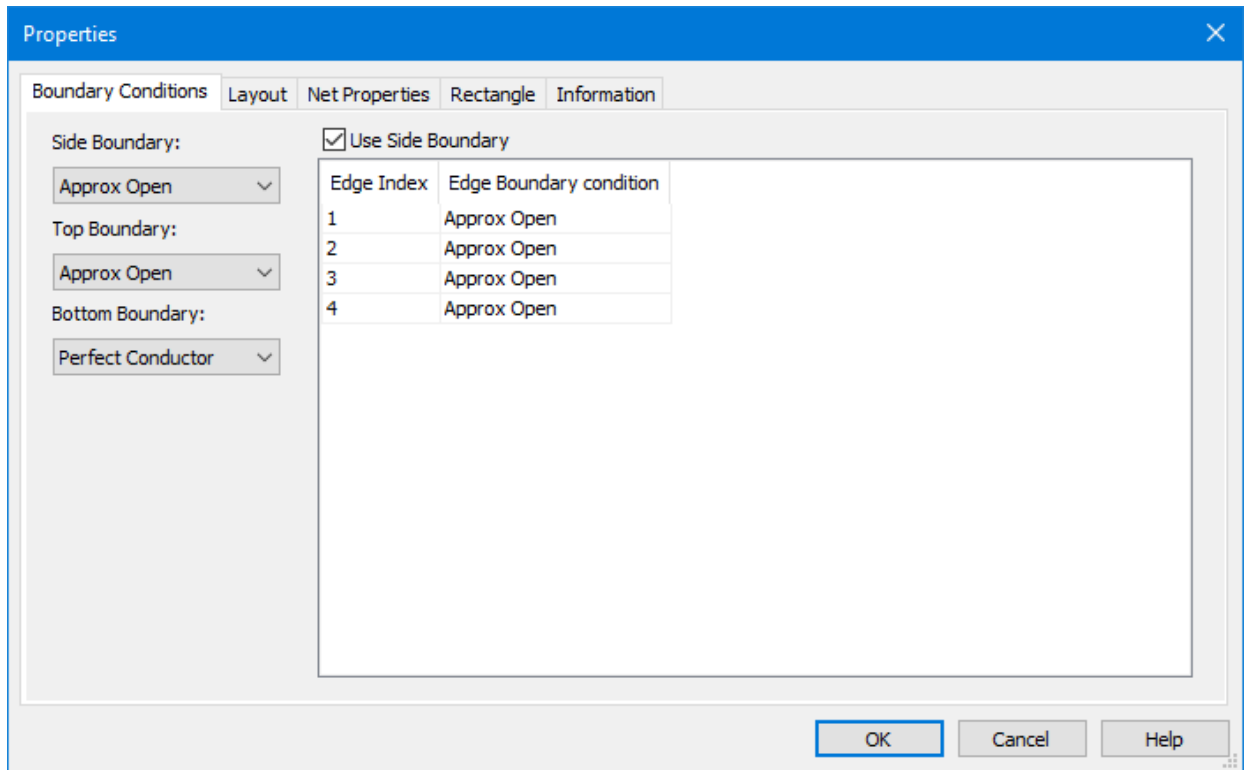 Properties
Boundary Conditions Layout Net Properties Rectangle Information
Side Boundary:
Approx Open
Top Boundary:
Approx Open
Bottom Boundary:
Perfect Conductor
Use Side Boundary
Edge Index Edge Boundary condition
1 Approx Open
2 Approx Open
3 Approx Open
4 Approx Open
OK Cancel Help